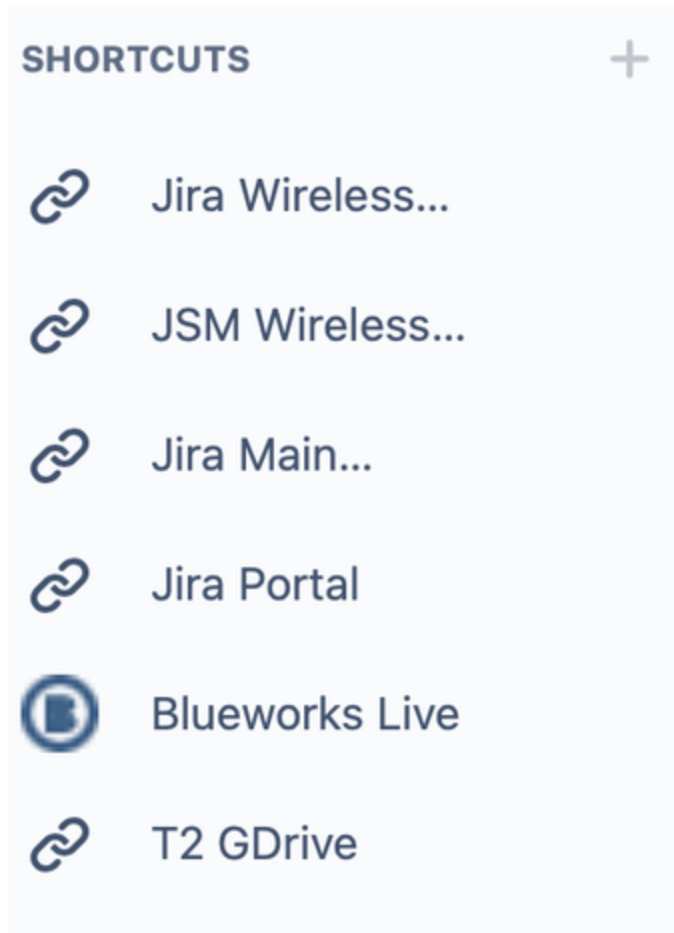 SHORTCUTS
Jira Wireless...
JSM Wireless...
Jira Main...
Jira Portal
B
Blueworks Live
T2 GDrive